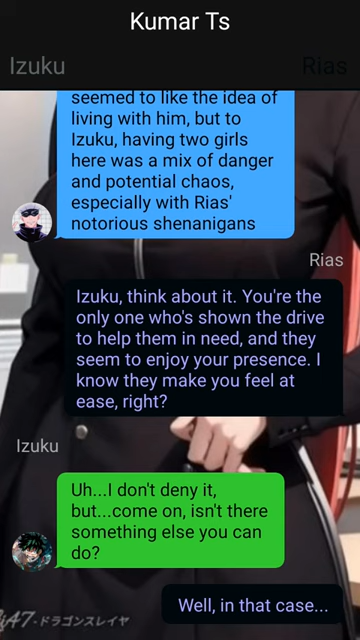 Kumar Ts
Izuku
Rias
seemed to like the idea of
living with him, but to
Izuku, having two girls
here was a mix of danger
and potential chaos,
especially with Rias'
notorious shenanigans
Rias
Izuku, think about it. You're the
only one who's shown the drive
to help them in need, and they
seem to enjoy your presence. I
know they make you feel at
ease, right?
Izuku
Uh...I don't deny it,
but...come on, isn't there
something else you can
do?
Well, in that case...
47-ドラゴンスレイヤ